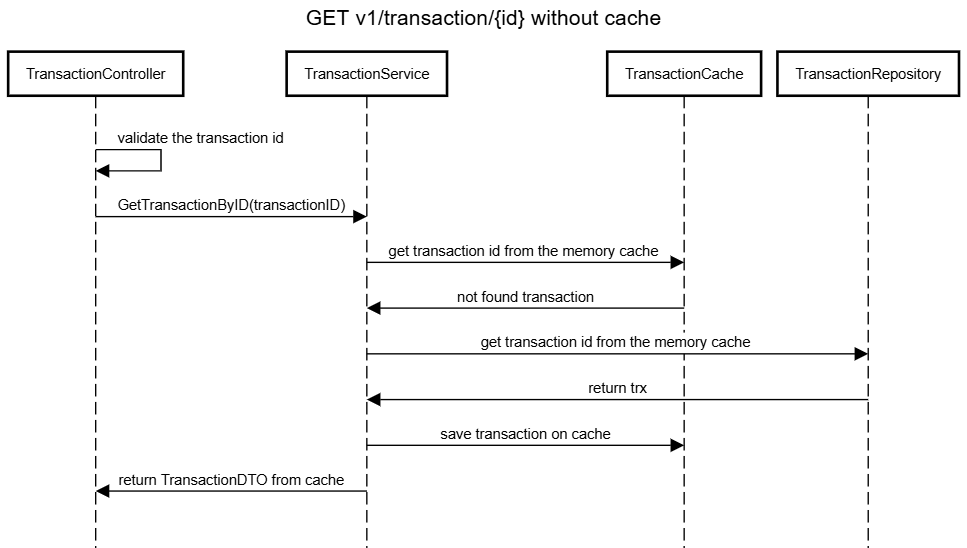 GET v1/transaction/{id} without cache
TransactionController
TransactionService
TransactionCache
TransactionRepository
validate the transaction id
GetTransactionByID(transactionID)
get transaction id from the memory cache
not found transaction
get transaction id from the memory cache
return trx
save transaction on cache
return TransactionDTO from cache